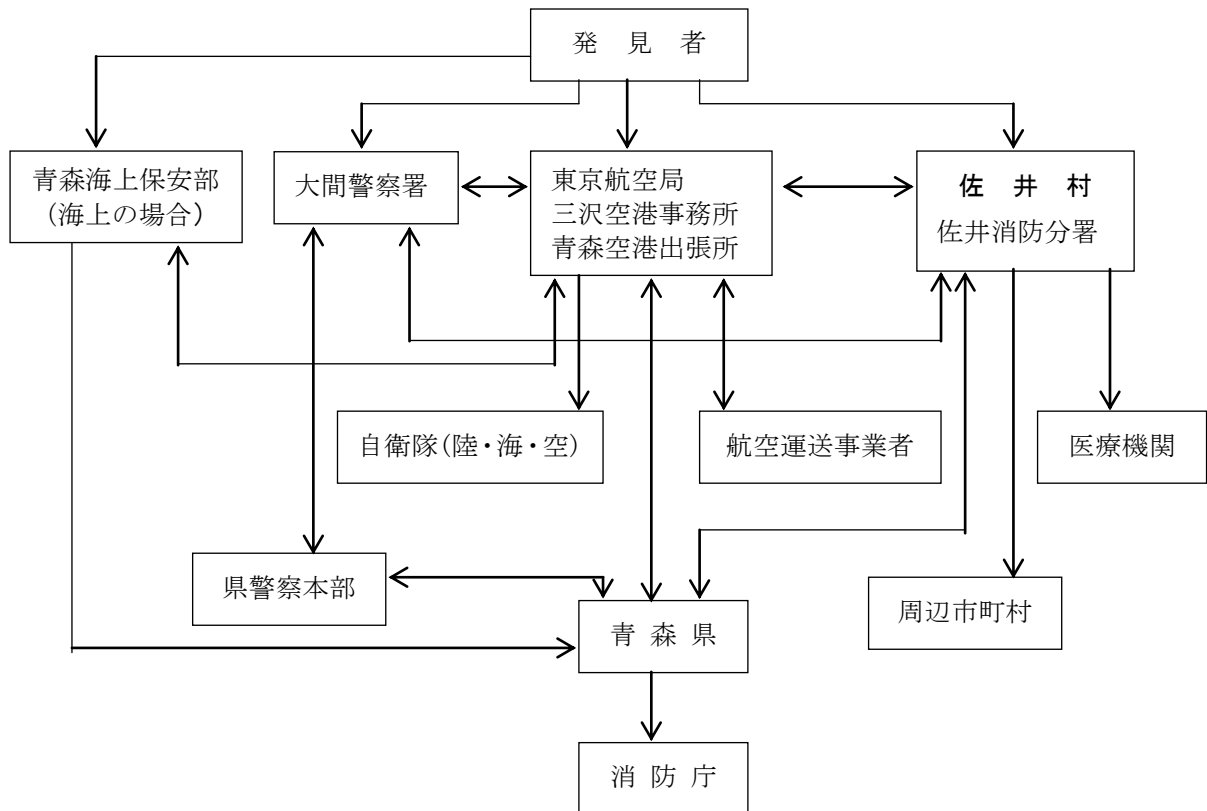 発 見 者
青森海上保安部
(海上の場合)
大間警察署
東京航空局
三沢空港事務所
青森空港出張所
佐 井 村
佐井消防分署
自衛隊(陸・海・空)
航空運送事業者
医療機関
県警察本部
青 森 県
周辺市町村
消 防 庁